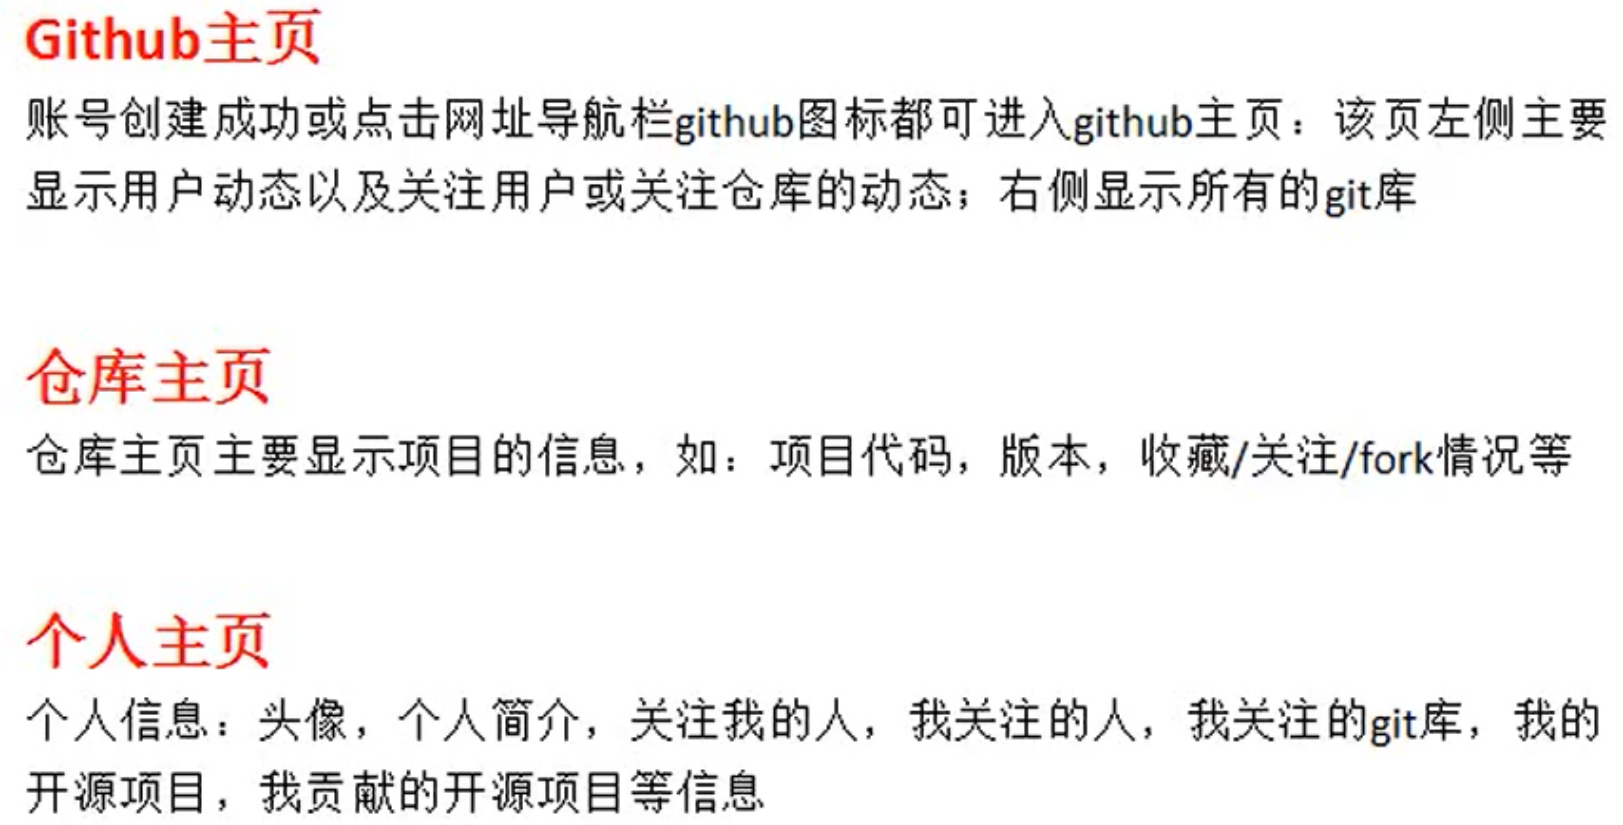 Github主页
账号创建成功或点击网址导航栏github图标都可进入github主页：该页左侧主要
显示用户动态以及关注用户或关注仓库的动态；右侧显示所有的git库
仓库主页
仓库主页主要显示项目的信息，如：项目代码，版本，收藏/关注/fork情况等
个人主页
个人信息：头像，个人简介，关注我的人，我关注的人，我关注的git库，我的
开源项目，我贡献的开源项目等信息